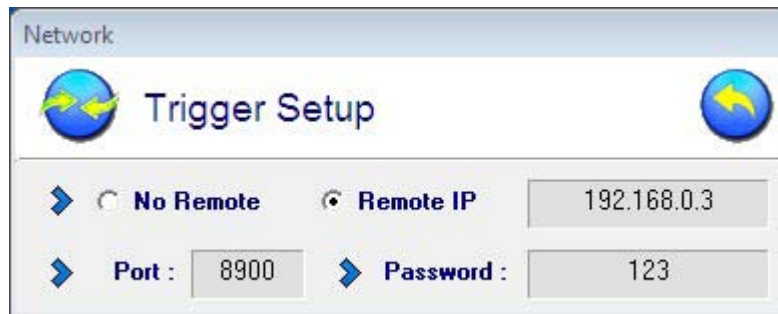 Network
Trigger Setup
No Remote Remote IP 192.168.0.3
Port : 8900 Password : 123